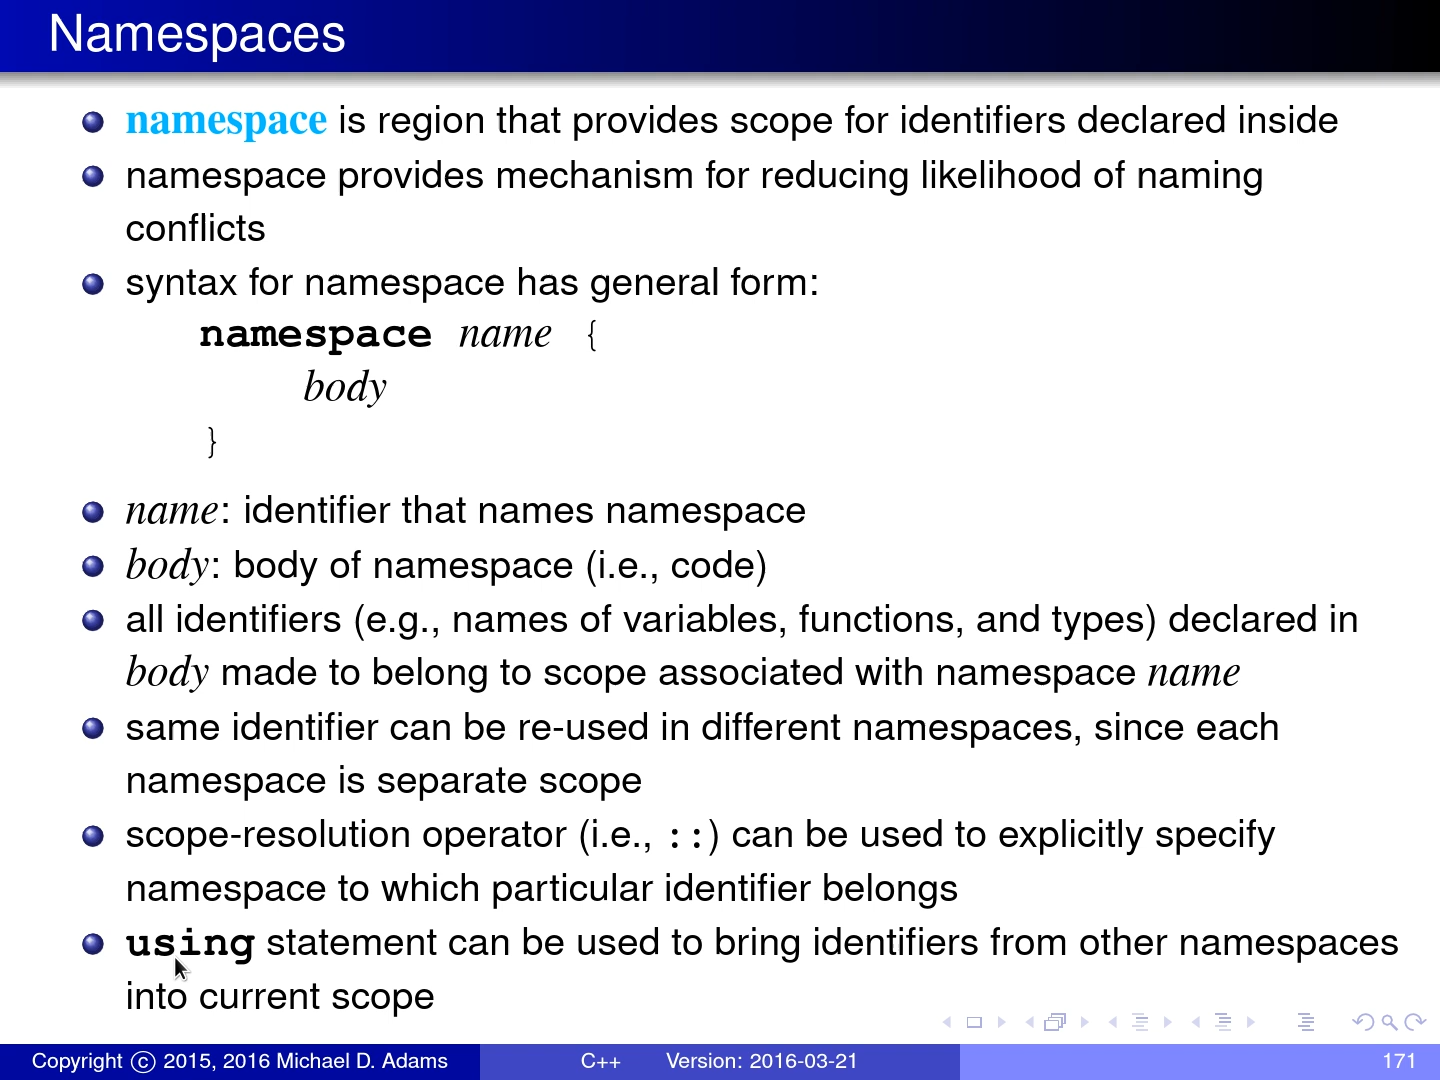 Namespaces
namespace is region that provides scope for identifiers declared inside
namespace provides mechanism for reducing likelihood of naming
conflicts
syntax for namespace has general form:
namespace name {
body
}
name: identifier that names namespace
body: body of namespace (i.e., code)
all identifiers (e.g., names of variables, functions, and types) declared in
body made to belong to scope associated with namespace name
same identifier can be re-used in different namespaces, since each
namespace is separate scope
scope-resolution operator (i.e., ::) can be used to explicitly specify
namespace to which particular identifier belongs
using statement can be used to bring identifiers from other namespaces
into current scope
Copyright © 2015, 2016 Michael D. Adams C++ Version: 2016-03-21 171